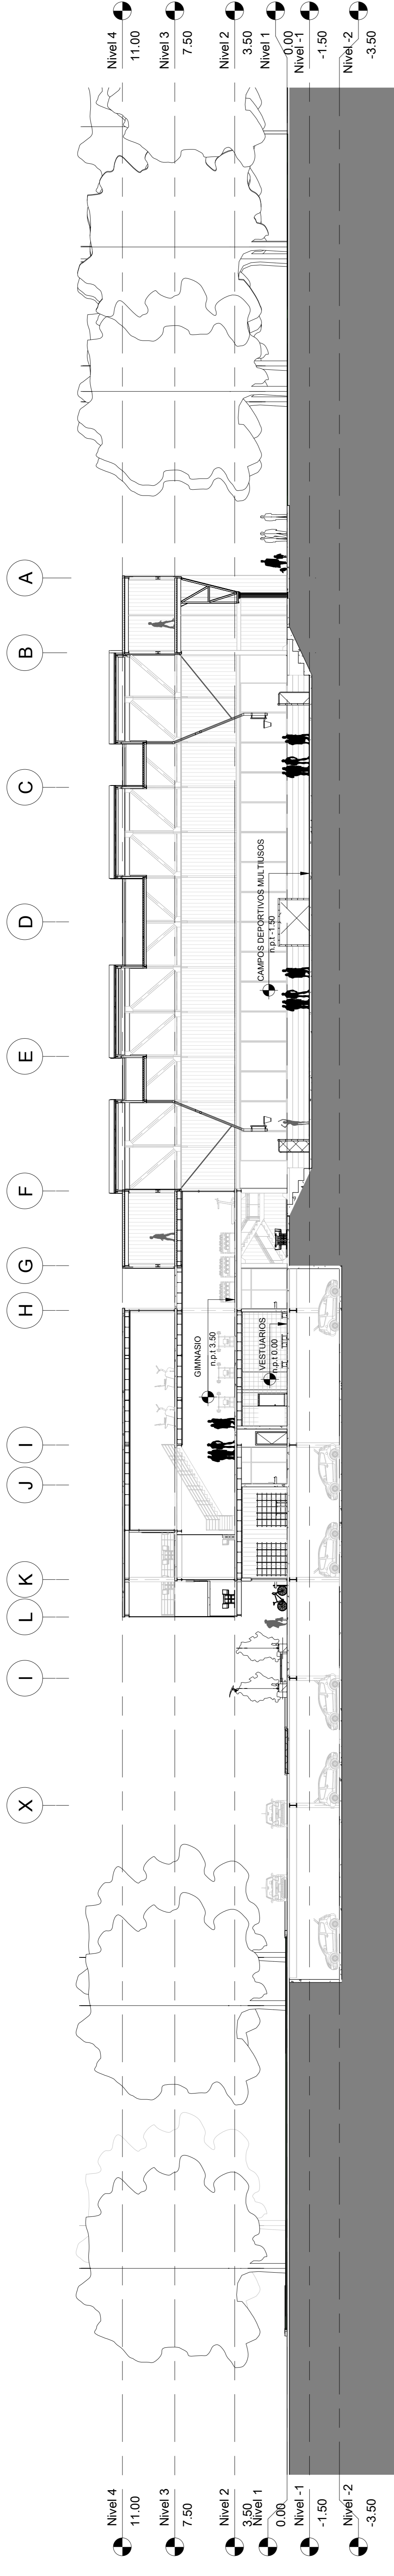 Nivel 4
11.00
Nivel 3
7.50
Nivel 2
3.50
Nivel 1
0.00
Nivel -1
-1.50
Nivel -2
-3.50
X
I
L
K
J
I
H
G
F
E
D
C
B
A
GIMNASIO
n.p.t 3.50
VESTUARIOS
n.p.t 0.00
CAMPOS DEPORTIVOS MULTIUSOS
n.p.t -1.50
Nivel 4
11.00
Nivel 3
7.50
Nivel 2
3.50
Nivel 1
0.00
Nivel -1
-1.50
Nivel -2
-3.50